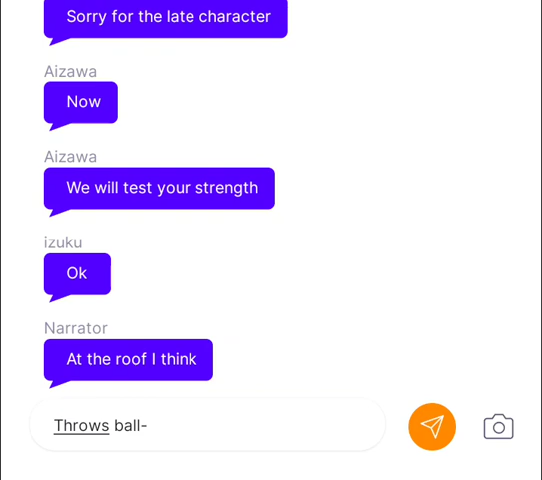 Sorry for the late character
Aizawa
Now
Aizawa
We will test your strength
izuku
Ok
Narrator
At the roof I think
Throws ball-